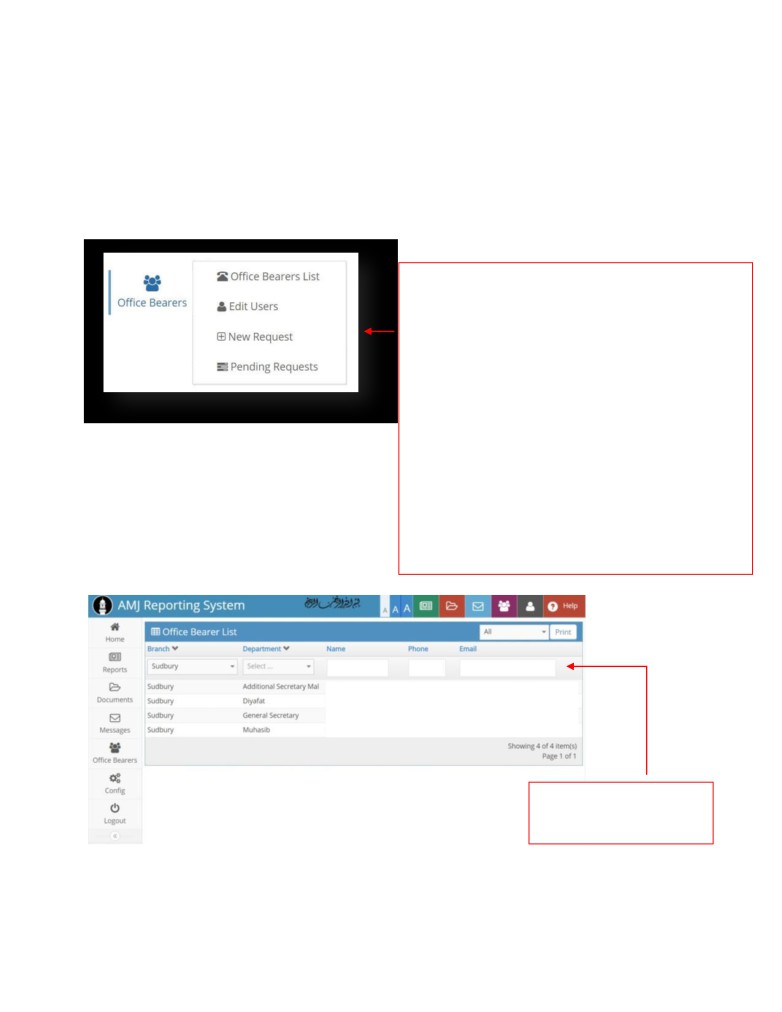 Office Bearers
Office Bearers List
Edit Users
New Request
Pending Requests
AMJ Reporting System
A A A
Help
Home
Reports
Documents
Messages
Office Bearers
Config
Logout
Office Bearer List
All
Print
Branch Department Name Phone Email
Sudbury Select ...
Sudbury Additional Secretary Mal
Sudbury Diyafat
Sudbury General Secretary
Sudbury Muhasib
Showing 4 of 4 item(s)
Page 1 of 1